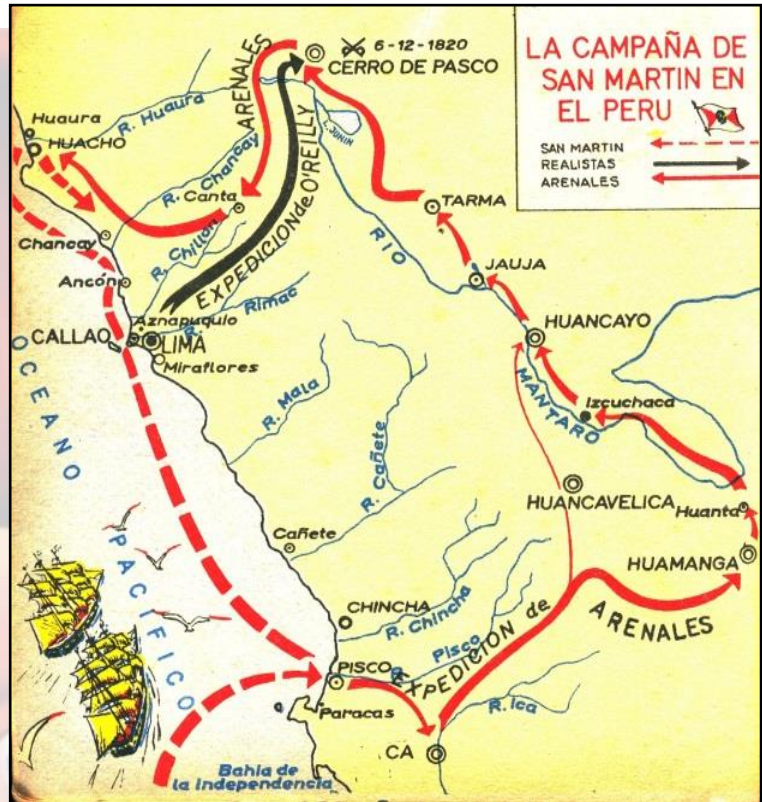 LA CAMPAÑA DE
SAN MARTIN EN
EL PERU
SAN MARTIN
REALISTAS
ARENALES
6-12-1820
CERRO DE PASCO
ARENALES
Huaura
R. Huaura
HUACHO
L. JUNIN
R. Chancay
Canta
TARMA
Chancay
R. Chillon
EXPEDICION de O'REILLY
RIO
JAUJA
Ancón
Aznapuquio
R. Rimac
CALLAO
LIMA
Miraflores
HUANCAYO
MANTARO
Izcuchaca
OCEANO
R. Mala
R. Cañete
HUANCAVELICA
Huanta
Cañete
HUAMANGA
PACIFICO
CHINCHA
R. Chincha
EXPEDICION de
ARENALES
PISCO
R. Pisco
Paracas
R. Ica
CA
Bahia de
la Independencia